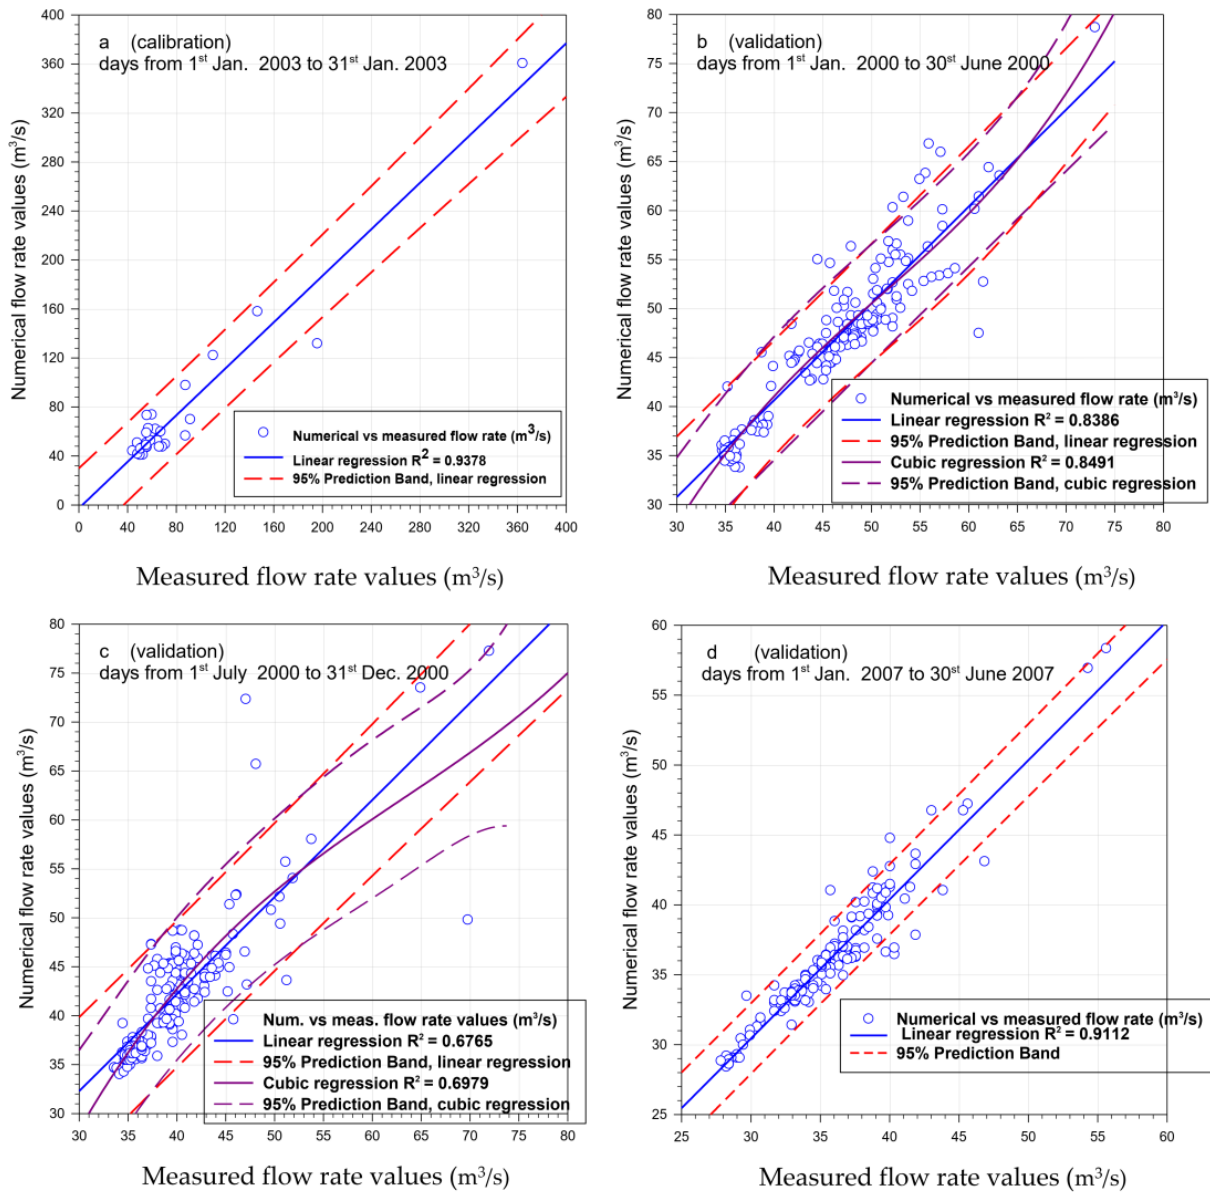 a (calibration)
days from 1st Jan. 2003 to 31st Jan. 2003
Numerical flow rate values (m³/s)
400
360
320
280
240
200
160
120
80
40
0
Numerical vs measured flow rate (m³/s)
Linear regression R² = 0.9378
95% Prediction Band, linear regression
0 40 80 120 160 200 240 280 320 360 400
Measured flow rate values (m³/s)
b (validation)
days from 1st Jan. 2000 to 30st June 2000
Numerical flow rate values (m³/s)
80
75
70
65
60
55
50
45
40
35
30
Numerical vs measured flow rate (m³/s)
Linear regression R² = 0.8386
95% Prediction Band, linear regression
Cubic regression R² = 0.8491
95% Prediction Band, cubic regression
30 35 40 45 50 55 60 65 70 75 80
Measured flow rate values (m³/s)
c (validation)
days from 1st July 2000 to 31st Dec. 2000
Numerical flow rate values (m³/s)
80
75
70
65
60
55
50
45
40
35
30
Num. vs meas. flow rate values (m³/s)
Linear regression R² = 0.6765
95% Prediction Band, linear regression
Cubic regression R² = 0.6979
95% Prediction Band, cubic regression
30 35 40 45 50 55 60 65 70 75 80
Measured flow rate values (m³/s)
d (validation)
days from 1st Jan. 2007 to 30st June 2007
Numerical flow rate values (m³/s)
60
55
50
45
40
35
30
25
Numerical vs measured flow rate (m³/s)
Linear regression R² = 0.9112
95% Prediction Band
25 30 35 40 45 50 55 60
Measured flow rate values (m³/s)